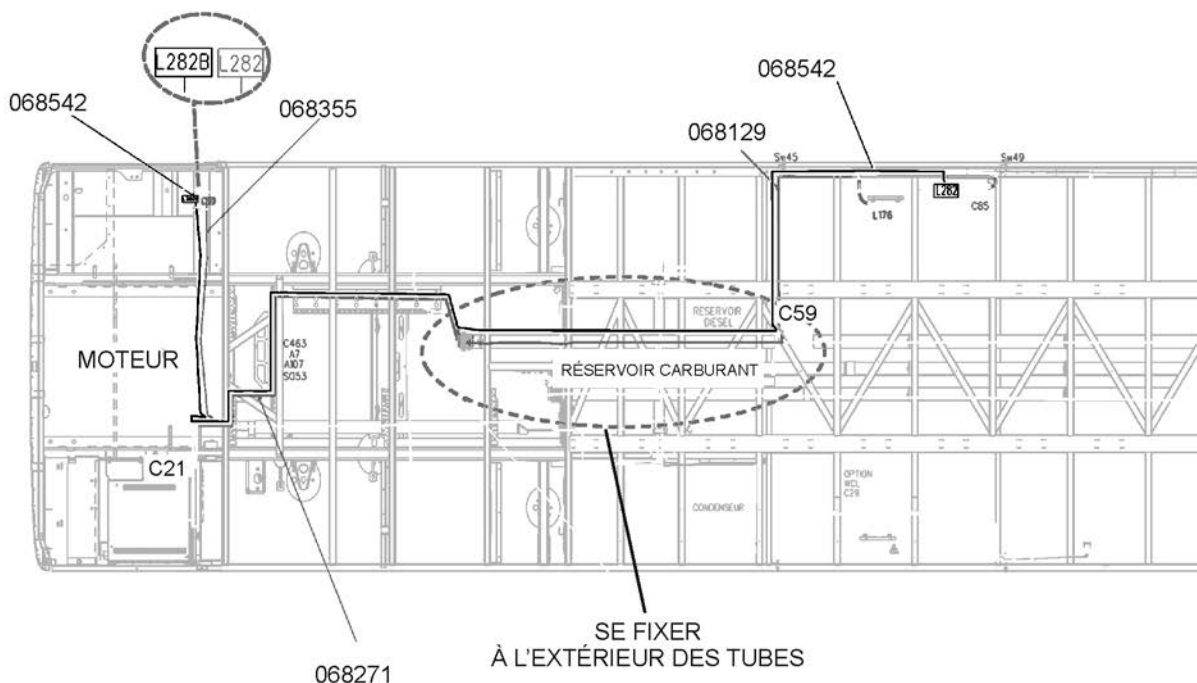 L282B L282
068542
068355
068542
068129
Sw45
Sw49
L282
L176
C85
RESERVOIR
DIESEL
C59
MOTEUR
C463
A7
A107
S053
RÉSERVOIR CARBURANT
C21
OPTION
WCL
C29
CONDENSEUR
SE FIXER
À L'EXTÉRIEUR DES TUBES
068271